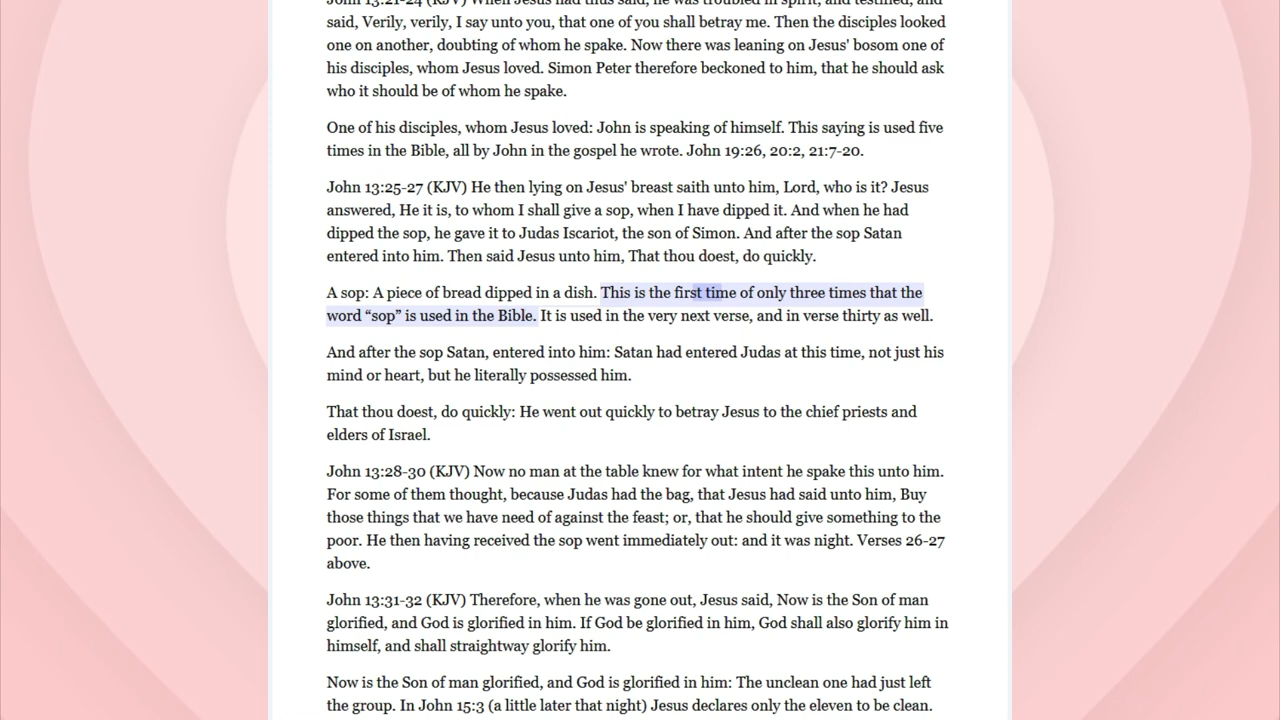 John 13:21-24 (KJV) When Jesus had thus said, he was troubled in spirit, and testified, and
said, Verily, verily, I say unto you, that one of you shall betray me. Then the disciples looked
one on another, doubting of whom he spake. Now there was leaning on Jesus' bosom one of
his disciples, whom Jesus loved. Simon Peter therefore beckoned to him, that he should ask
who it should be of whom he spake.
One of his disciples, whom Jesus loved: John is speaking of himself. This saying is used five
times in the Bible, all by John in the gospel he wrote. John 19:26, 20:2, 21:7-20.
John 13:25-27 (KJV) He then lying on Jesus' breast saith unto him, Lord, who is it? Jesus
answered, He it is, to whom I shall give a sop, when I have dipped it. And when he had
dipped the sop, he gave it to Judas Iscariot, the son of Simon. And after the sop Satan
entered into him. Then said Jesus unto him, That thou doest, do quickly.
A sop: A piece of bread dipped in a dish. This is the first time of only three times that the
word “sop” is used in the Bible. It is used in the very next verse, and in verse thirty as well.
And after the sop Satan, entered into him: Satan had entered Judas at this time, not just his
mind or heart, but he literally possessed him.
That thou doest, do quickly: He went out quickly to betray Jesus to the chief priests and
elders of Israel.
John 13:28-30 (KJV) Now no man at the table knew for what intent he spake this unto him.
For some of them thought, because Judas had the bag, that Jesus had said unto him, Buy
those things that we have need of against the feast; or, that he should give something to the
poor. He then having received the sop went immediately out: and it was night. Verses 26-27
above.
John 13:31-32 (KJV) Therefore, when he was gone out, Jesus said, Now is the Son of man
glorified, and God is glorified in him. If God be glorified in him, God shall also glorify him in
himself, and shall straightway glorify him.
Now is the Son of man glorified, and God is glorified in him: The unclean one had just left
the group. In John 15:3 (a little later that night) Jesus declares only the eleven to be clean.